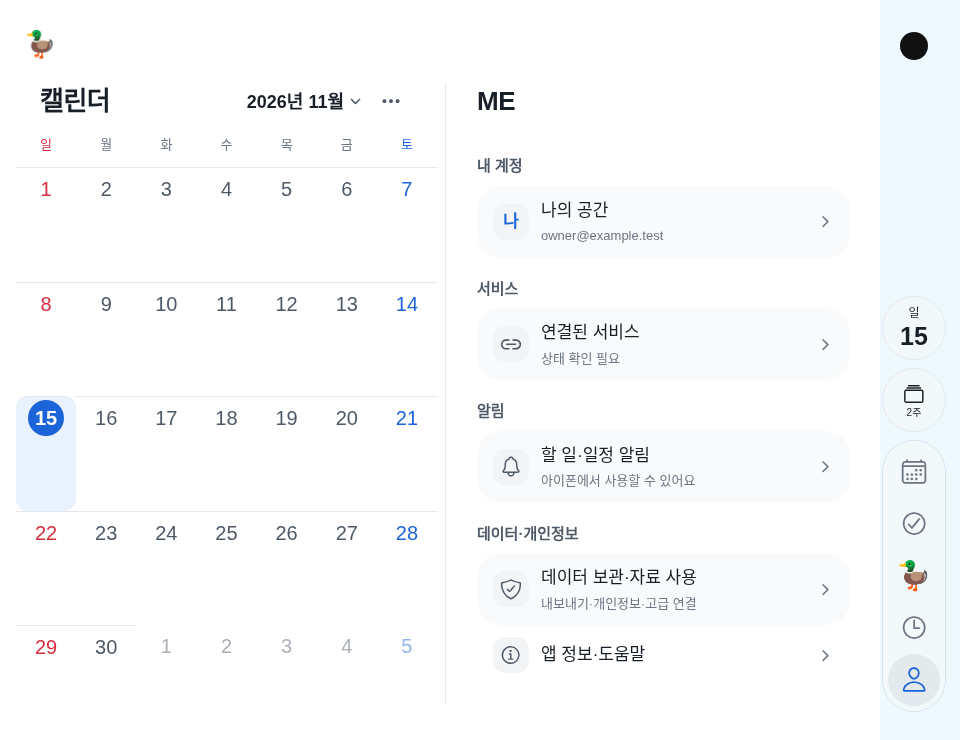 캘린더
2026년 11월
일 월 화 수 목 금 토
1 2 3 4 5 6 7
8 9 10 11 12 13 14
15 16 17 18 19 20 21
22 23 24 25 26 27 28
29 30 1 2 3 4 5
ME
내 계정
나
나의 공간
owner@example.test
서비스
연결된 서비스
상태 확인 필요
알림
할 일·일정 알림
아이폰에서 사용할 수 있어요
데이터·개인정보
데이터 보관·자료 사용
내보내기·개인정보·고급 연결
앱 정보·도움말
일
15
2주